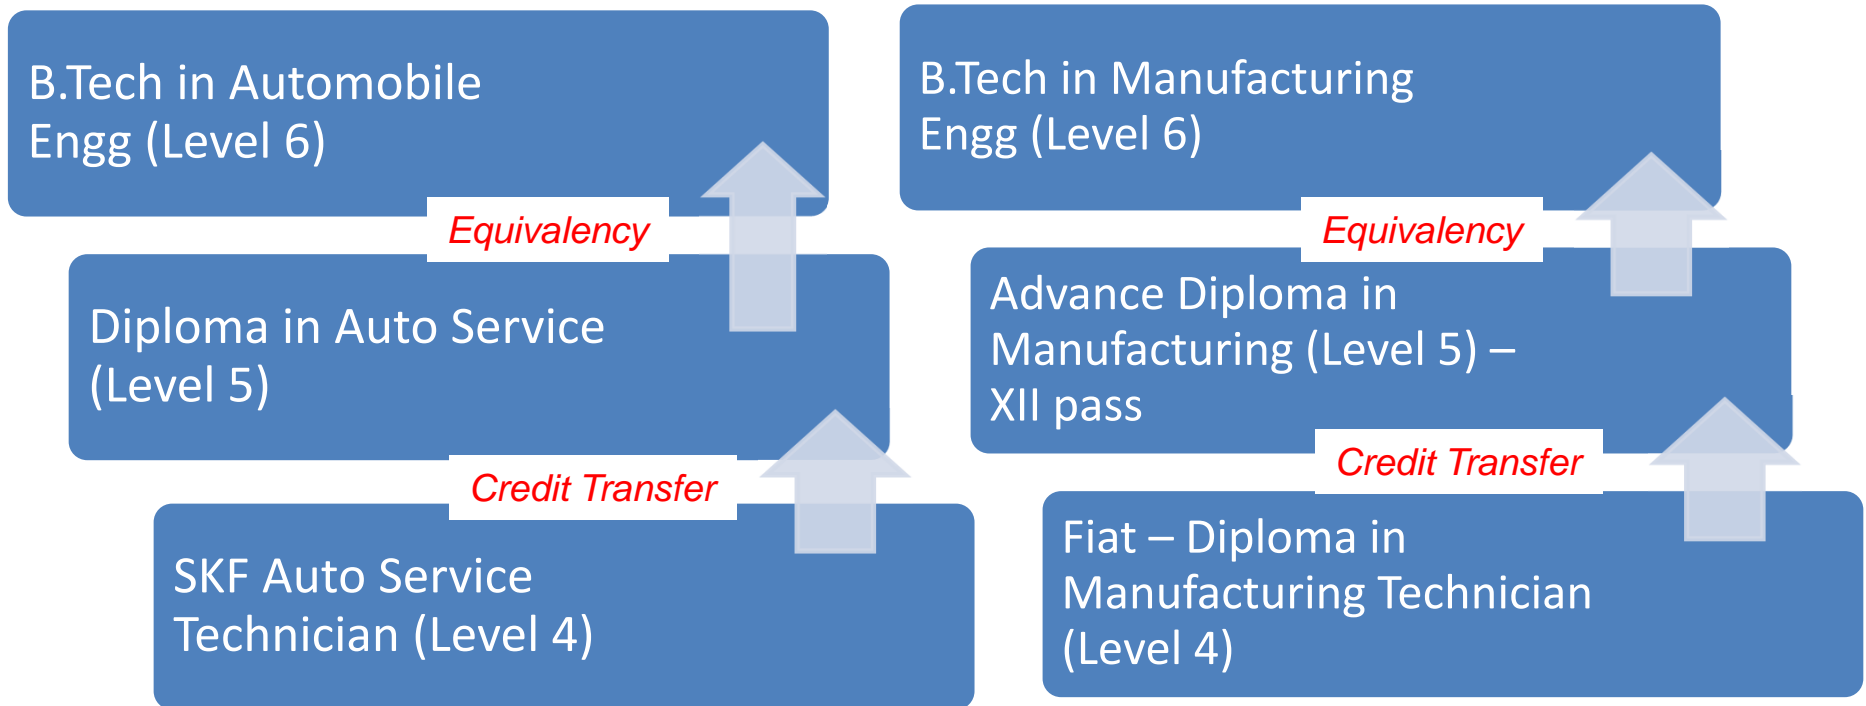 B.Tech in Automobile
Engg (Level 6)
Equivalency
Diploma in Auto Service
(Level 5)
Credit Transfer
SKF Auto Service
Technician (Level 4)
B.Tech in Manufacturing
Engg (Level 6)
Equivalency
Advance Diploma in
Manufacturing (Level 5) –
XII pass
Credit Transfer
Fiat – Diploma in
Manufacturing Technician
(Level 4)